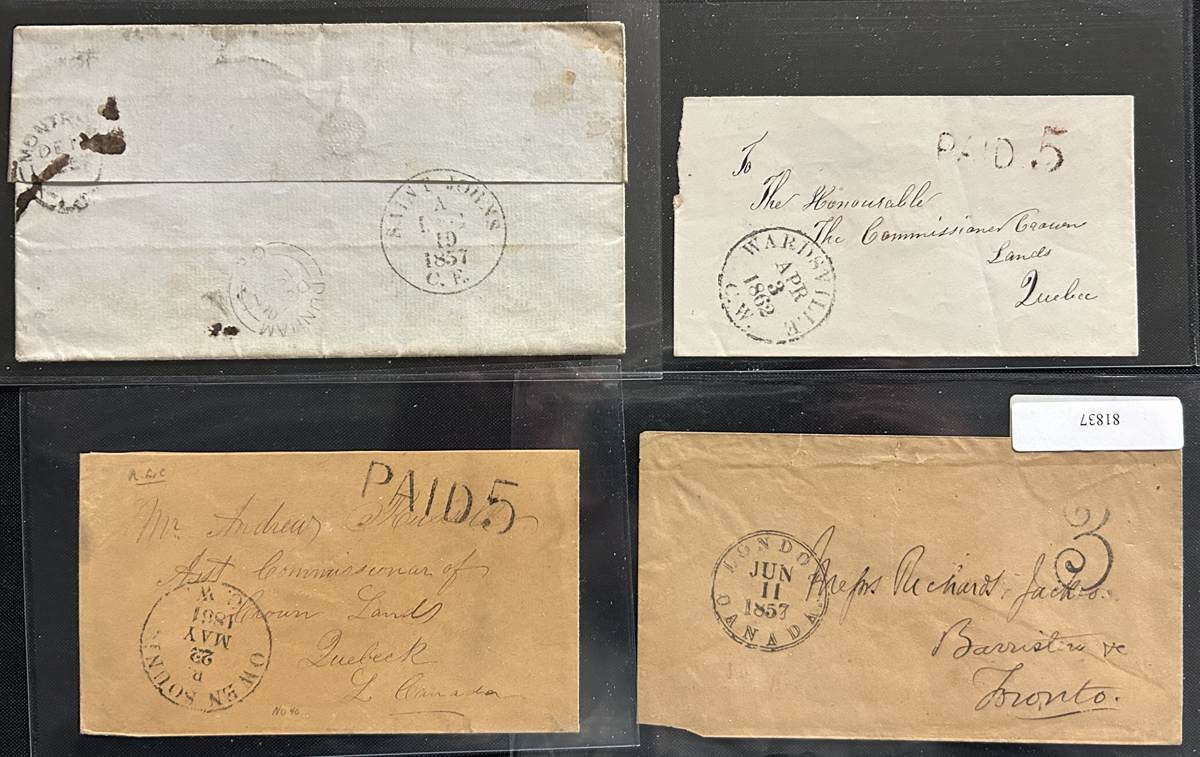 SAINT JOHNS
A
10
1857
C.E.
DUNHAM
PAID 5
To
The Honourable
The Commissioner Crown
Lands
Quebec
WARDSVILLE
APR
3
1862
C.W.
PAID 5
Mr Andrew
Asst Commissioner of
Crown Lands
Quebeck
L. Canada
No 46
OWEN SOUND
R
22
MAY
1861
C.W
81837
3
LONDON
JUN
11
1857
CANADA
Messrs Richards Jackes
Barristers &c
Toronto.